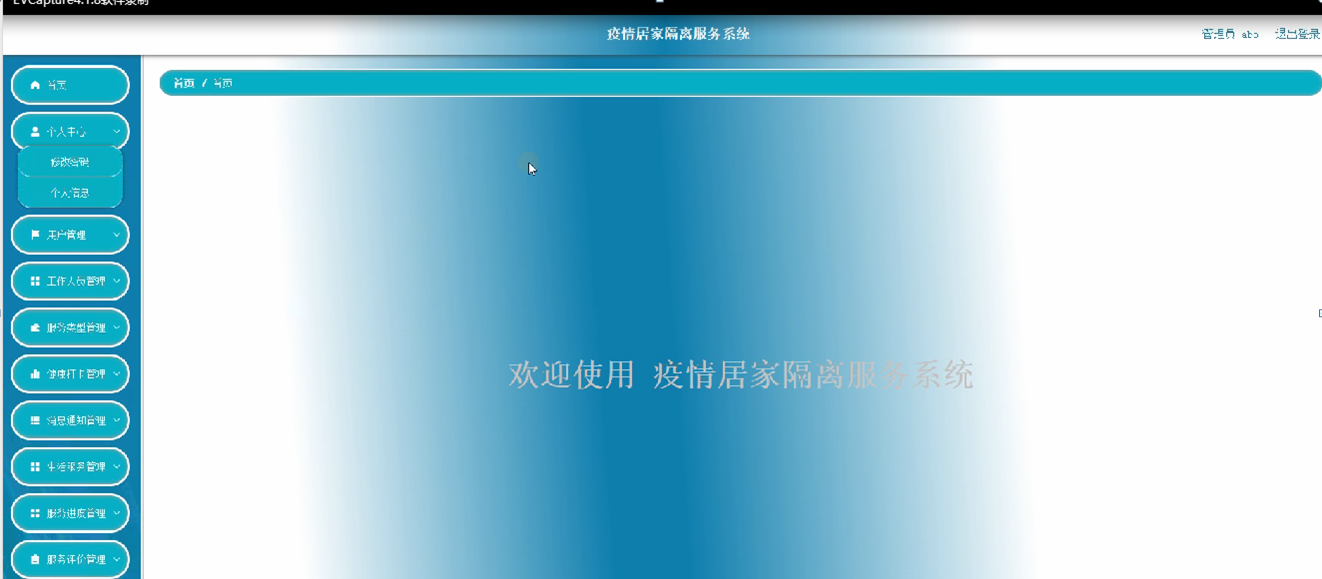 EVCapture4.1.8软件录制
疫情居家隔离服务系统
管理员 abo
退出登录
首页
首页 / 首页
个人中心
修改密码
个人信息
用户管理
工作人员管理
服务类型管理
健康打卡管理
消息通知管理
生活服务管理
服务进度管理
服务评价管理
欢迎使用 疫情居家隔离服务系统